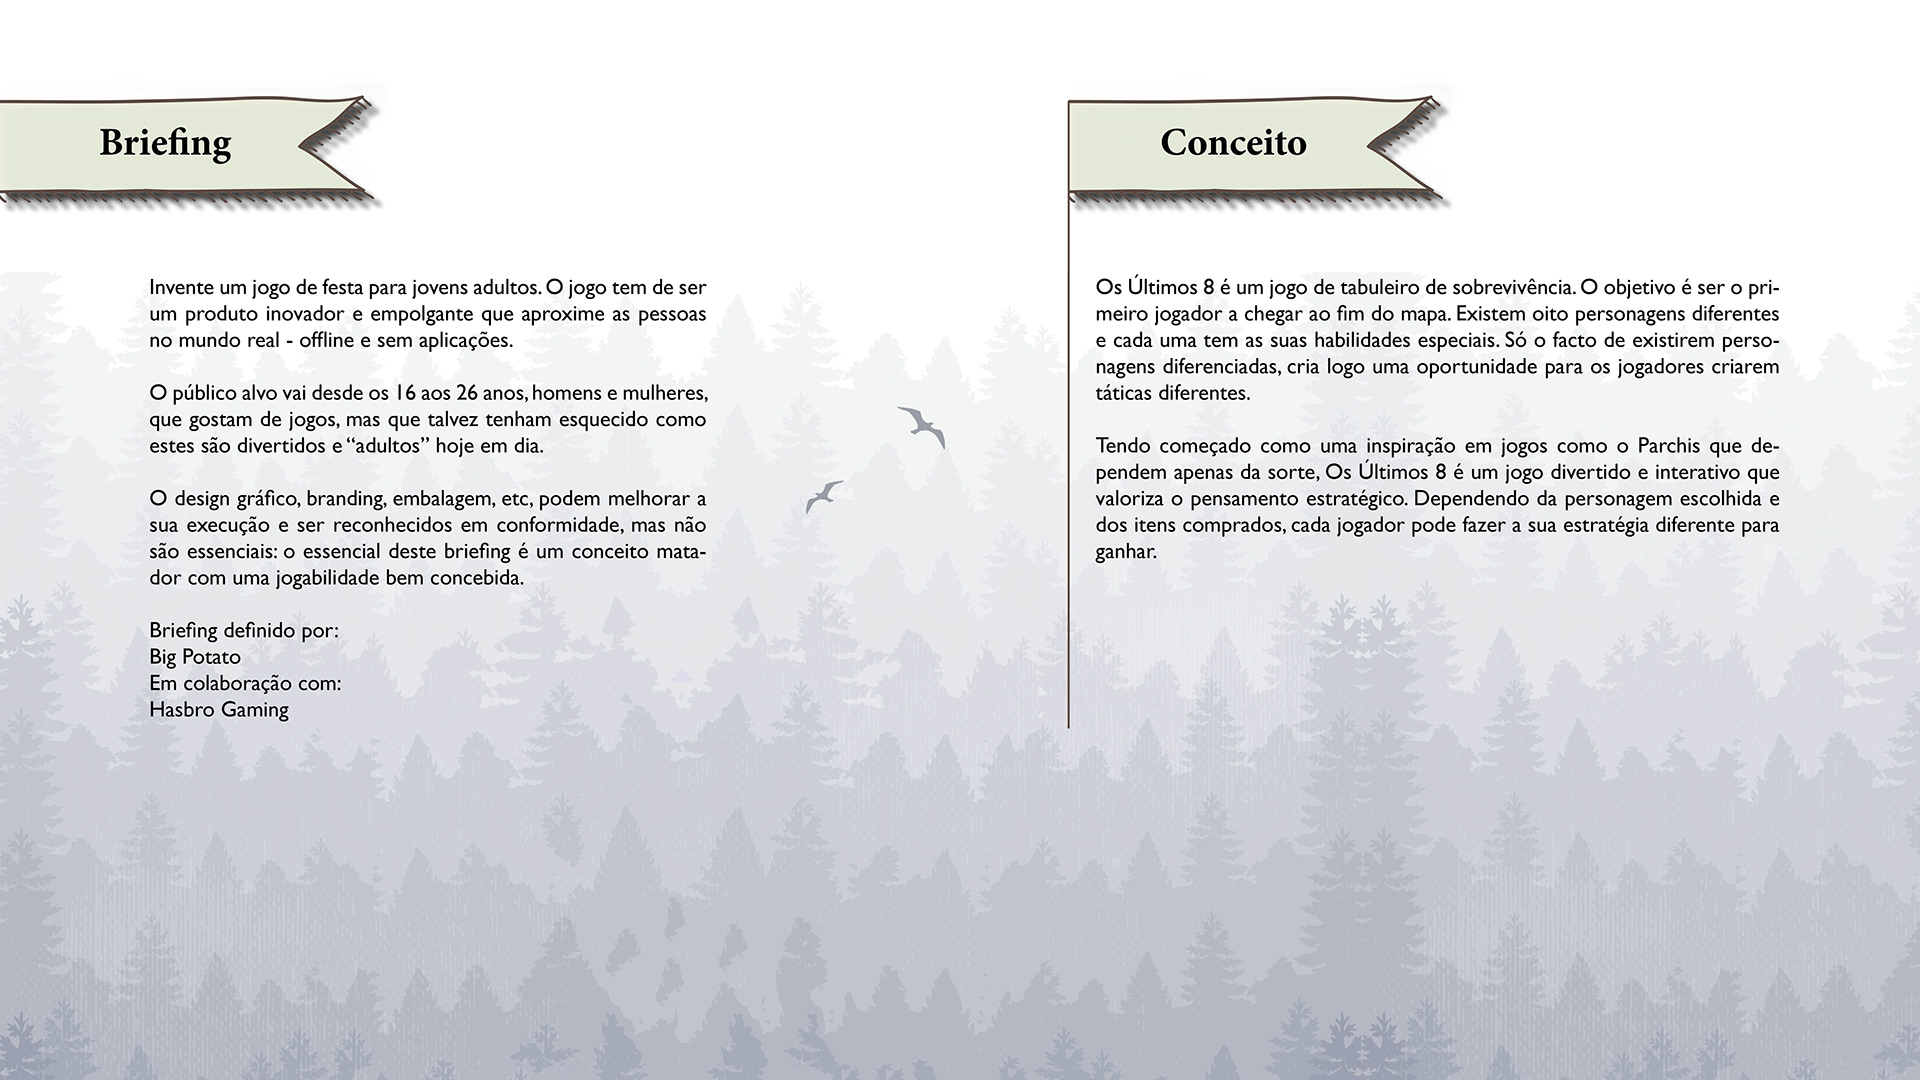 Briefing
Invente um jogo de festa para jovens adultos. O jogo tem de ser
um produto inovador e empolgante que aproxime as pessoas
no mundo real - offline e sem aplicações.
O público alvo vai desde os 16 aos 26 anos, homens e mulheres,
que gostam de jogos, mas que talvez tenham esquecido como
estes são divertidos e “adultos” hoje em dia.
O design gráfico, branding, embalagem, etc, podem melhorar a
sua execução e ser reconhecidos em conformidade, mas não
são essenciais: o essencial deste briefing é um conceito mata-
dor com uma jogabilidade bem concebida.
Briefing definido por:
Big Potato
Em colaboração com:
Hasbro Gaming
Conceito
Os Últimos 8 é um jogo de tabuleiro de sobrevivência. O objetivo é ser o pri-
meiro jogador a chegar ao fim do mapa. Existem oito personagens diferentes
e cada uma tem as suas habilidades especiais. Só o facto de existirem perso-
nagens diferenciadas, cria logo uma oportunidade para os jogadores criarem
táticas diferentes.
Tendo começado como uma inspiração em jogos como o Parchis que de-
pendem apenas da sorte, Os Últimos 8 é um jogo divertido e interativo que
valoriza o pensamento estratégico. Dependendo da personagem escolhida e
dos itens comprados, cada jogador pode fazer a sua estratégia diferente para
ganhar.